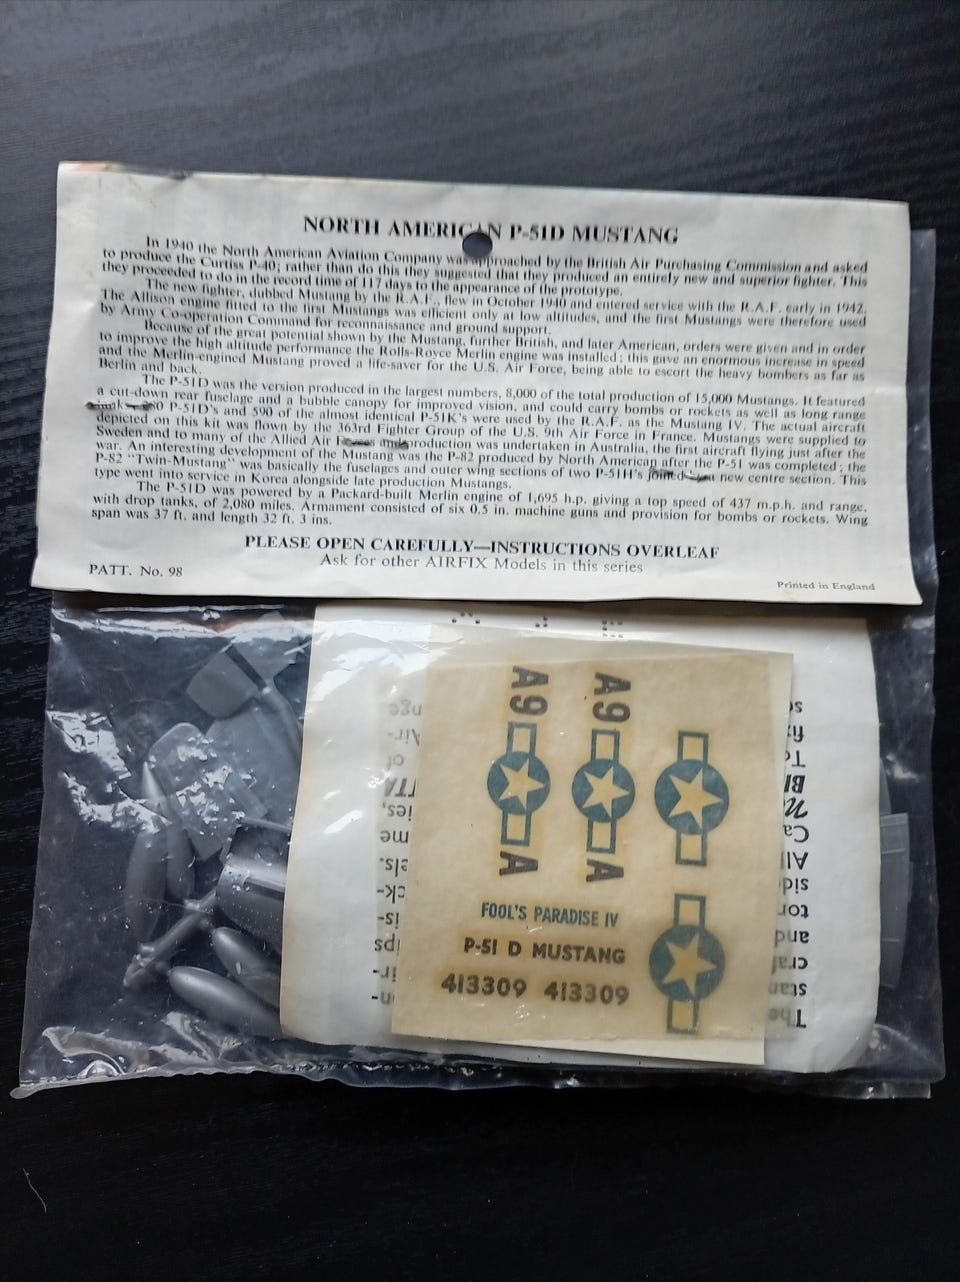 NORTH AMERICAN P-51D MUSTANG
In 1940 the North American Aviation Company was approached by the British Air Purchasing Commission and asked
to produce the Curtiss P-40; rather than do this they suggested that they produced an entirely new and superior fighter. This
they proceeded to do in the record time of 117 days to the appearance of the prototype.
The new fighter, dubbed Mustang by the R.A.F., flew in October 1940 and entered service with the R.A.F. early in 1942.
The Allison engine fitted to the first Mustangs was efficient only at low altitudes, and the first Mustangs were therefore used
by Army Co-operation Command for reconnaissance and ground support.
Because of the great potential shown by the Mustang, further British, and later American, orders were given and in order
to improve the high altitude performance the Rolls-Royce Merlin engine was installed; this gave an enormous increase in speed
and the Merlin-engined Mustang proved a life-saver for the U.S. Air Force, being able to escort the heavy bombers as far as
Berlin and back.
The P-51D was the version produced in the largest numbers, 8,000 of the total production of 15,000 Mustangs. It featured
a cut-down rear fuselage and a bubble canopy for improved vision, and could carry bombs or rockets as well as long range
280 P-51D's and 590 of the almost identical P-51K's were used by the R.A.F. as the Mustang IV. The actual aircraft
depicted on this kit was flown by the 363rd Fighter Group of the U.S. 9th Air Force in France. Mustangs were supplied to
Sweden and to many of the Allied Air production was undertaken in Australia, the first aircraft flying just after the
war. An interesting development of the Mustang was the P-82 produced by North American after the P-51 was completed; the
P-82 "Twin-Mustang" was basically the fuselages and outer wing sections of two P-51H's joined new centre section. This
type went into service in Korea alongside late production Mustangs.
The P-51D was powered by a Packard-built Merlin engine of 1,695 h.p. giving a top speed of 437 m.p.h. and range,
with drop tanks, of 2,080 miles. Armament consisted of six 0.5 in. machine guns and provision for bombs or rockets. Wing
span was 37 ft. and length 32 ft. 3 ins.
PLEASE OPEN CAREFULLY—INSTRUCTIONS OVERLEAF
Ask for other AIRFIX Models in this series
PATT. No. 98
Printed in England
A9
A9
A
A
FOOL'S PARADISE IV
P-51 D MUSTANG
413309 413309